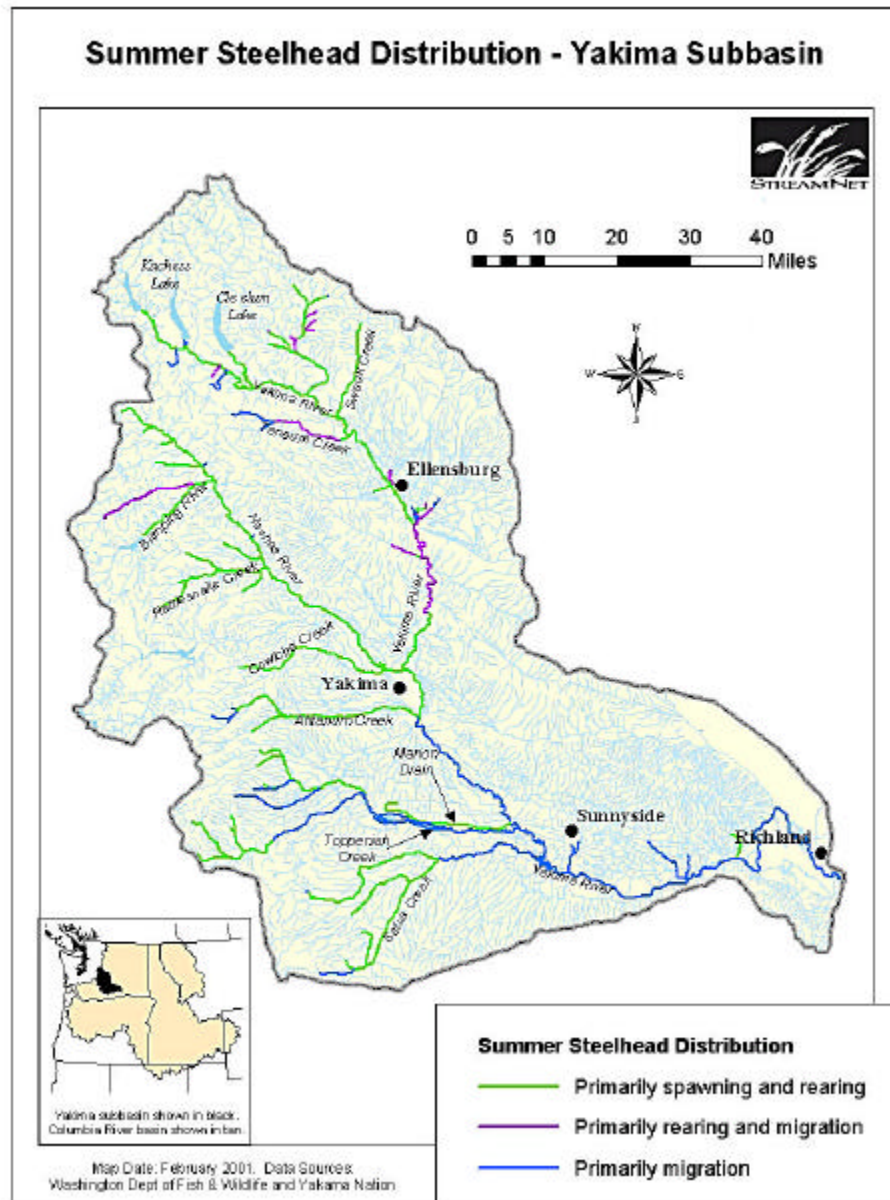 Summer Steelhead Distribution - Yakima Subbasin
STREAMNET
0 5 10 20 30 40
Miles
Kachess
Lake
Cle elum
Lake
N
W E
S
Swauk Creek
Yakima River
Taneum Creek
Ellensburg
Bumping River
Naches River
Rattlesnake Creek
Yakima River
Cowiche Creek
Yakima
Ahtanum Creek
Marion
Drain
Sunnyside
Toppenish
Creek
Richland
Yakima River
Satus Creek
Yakima subbasin shown in black.
Columbia River basin shown in tan.
Summer Steelhead Distribution
Primarily spawning and rearing
Primarily rearing and migration
Primarily migration
Map Date: February 2001. Data Sources:
Washington Dept of Fish & Wildlife and Yakama Nation